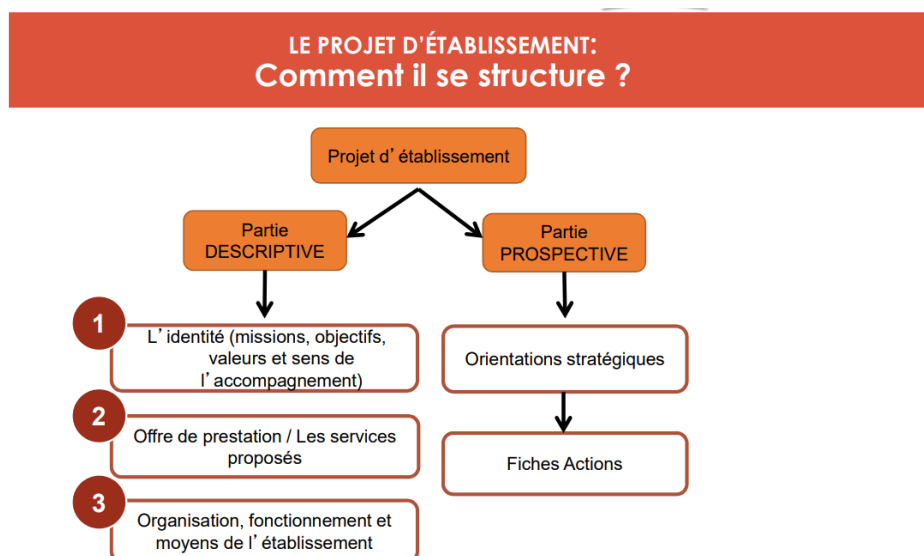 LE PROJET D'ÉTABLISSEMENT:
Comment il se structure ?
Projet d'établissement
Partie
DESCRIPTIVE
Partie
PROSPECTIVE
1
L'identité (missions, objectifs,
valeurs et sens de
l'accompagnement)
Orientations stratégiques
2
Offre de prestation / Les services
proposés
Fiches Actions
3
Organisation, fonctionnement et
moyens de l'établissement